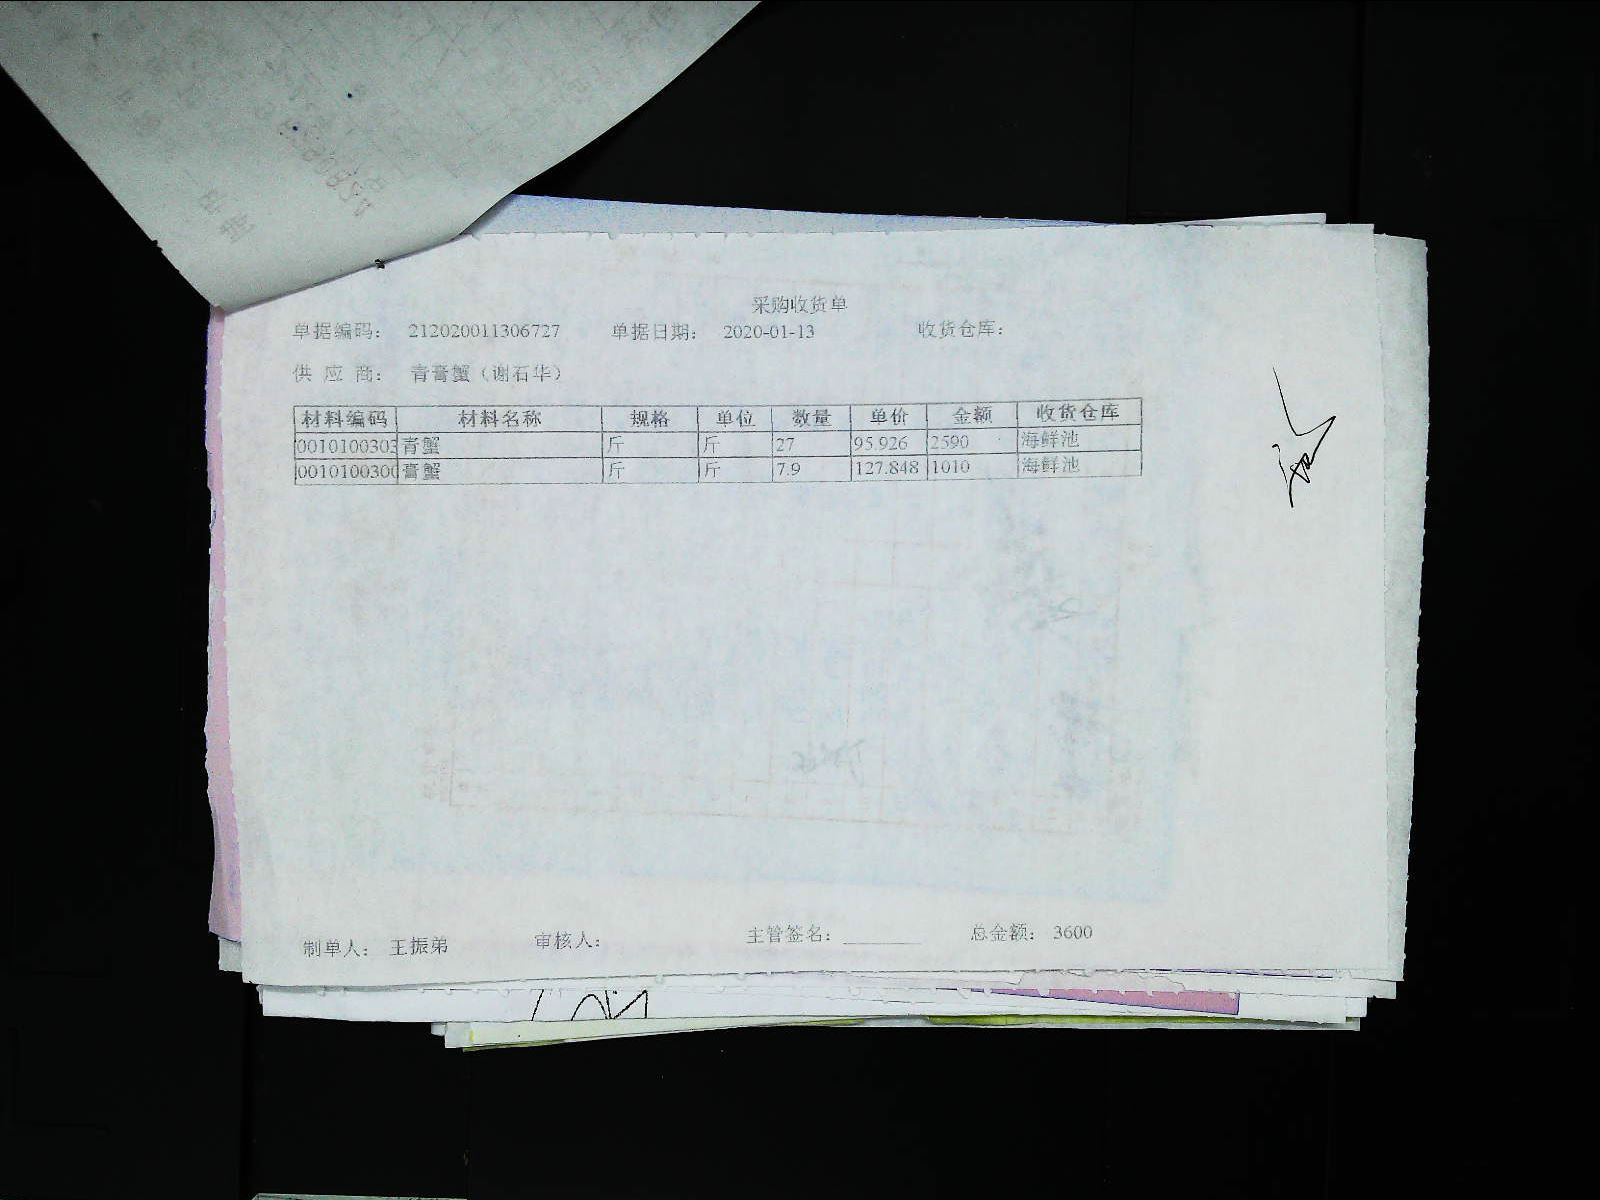 采购收货单
单据编码： 212020011306727 单据日期： 2020-01-13 收货仓库：
供 应 商： 青膏蟹（谢石华）
材料编码 材料名称 规格 单位 数量 单价 金额 收货仓库
0010100303 青蟹 斤 斤 27 95.926 2590 海鲜池
0010100300 膏蟹 斤 斤 7.9 127.848 1010 海鲜池
制单人： 王振弟 审核人： 主管签名： 总金额： 3600